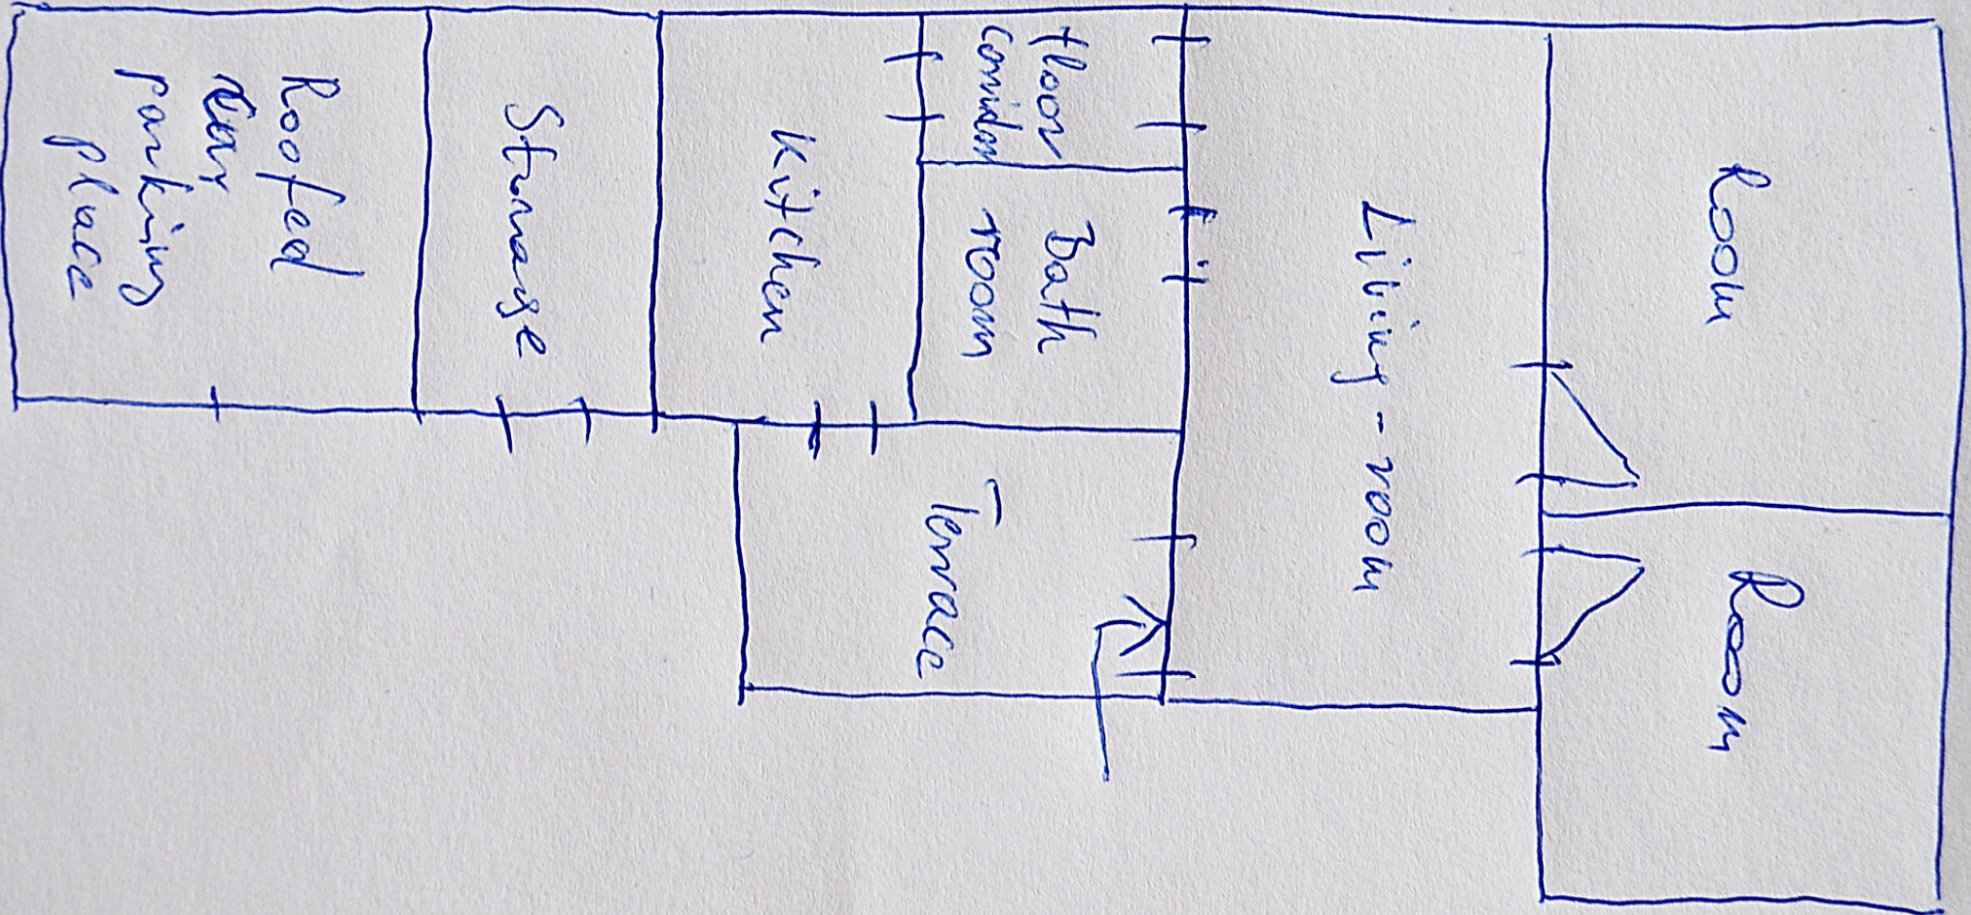 Room
Room
Living-room
floor
corridor
Bath
room
Terrace
Kitchen
Storage
Roofed
car
parking
place